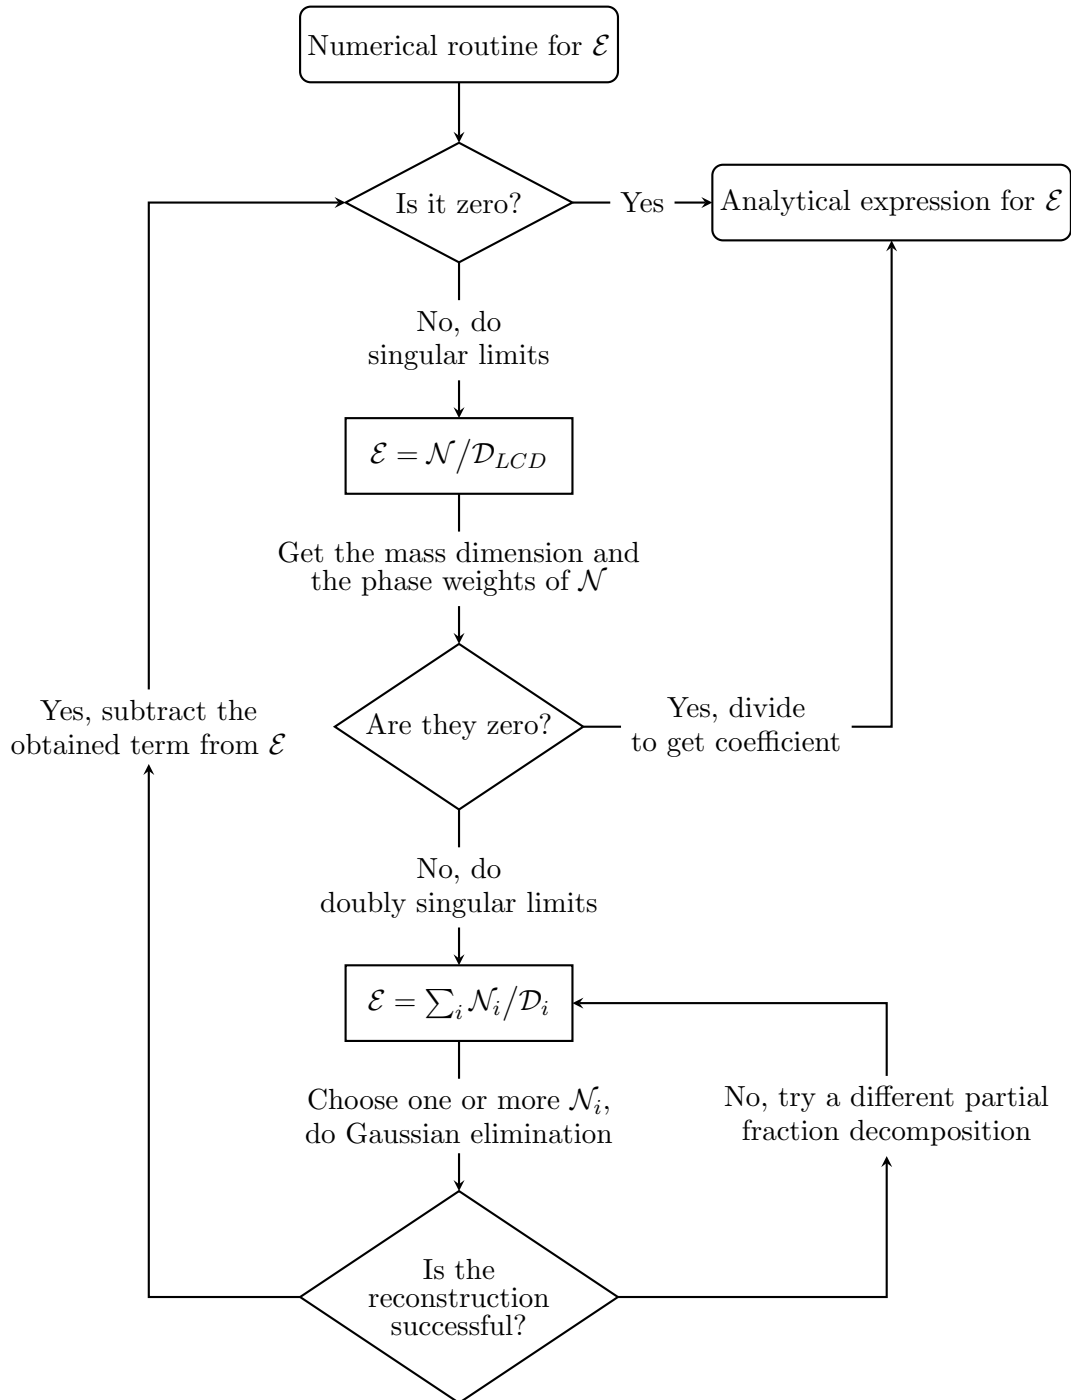 Numerical routine for ℰ
Is it zero?
Yes
Analytical expression for ℰ
No, do
singular limits
ℰ = 𝒩/𝒟_{LCD}
Get the mass dimension and
the phase weights of 𝒩
Are they zero?
Yes, divide
to get coefficient
Yes, subtract the
obtained term from ℰ
No, do
doubly singular limits
ℰ = ∑_i 𝒩_i/𝒟_i
Choose one or more 𝒩_i,
do Gaussian elimination
No, try a different partial
fraction decomposition
Is the
reconstruction
successful?